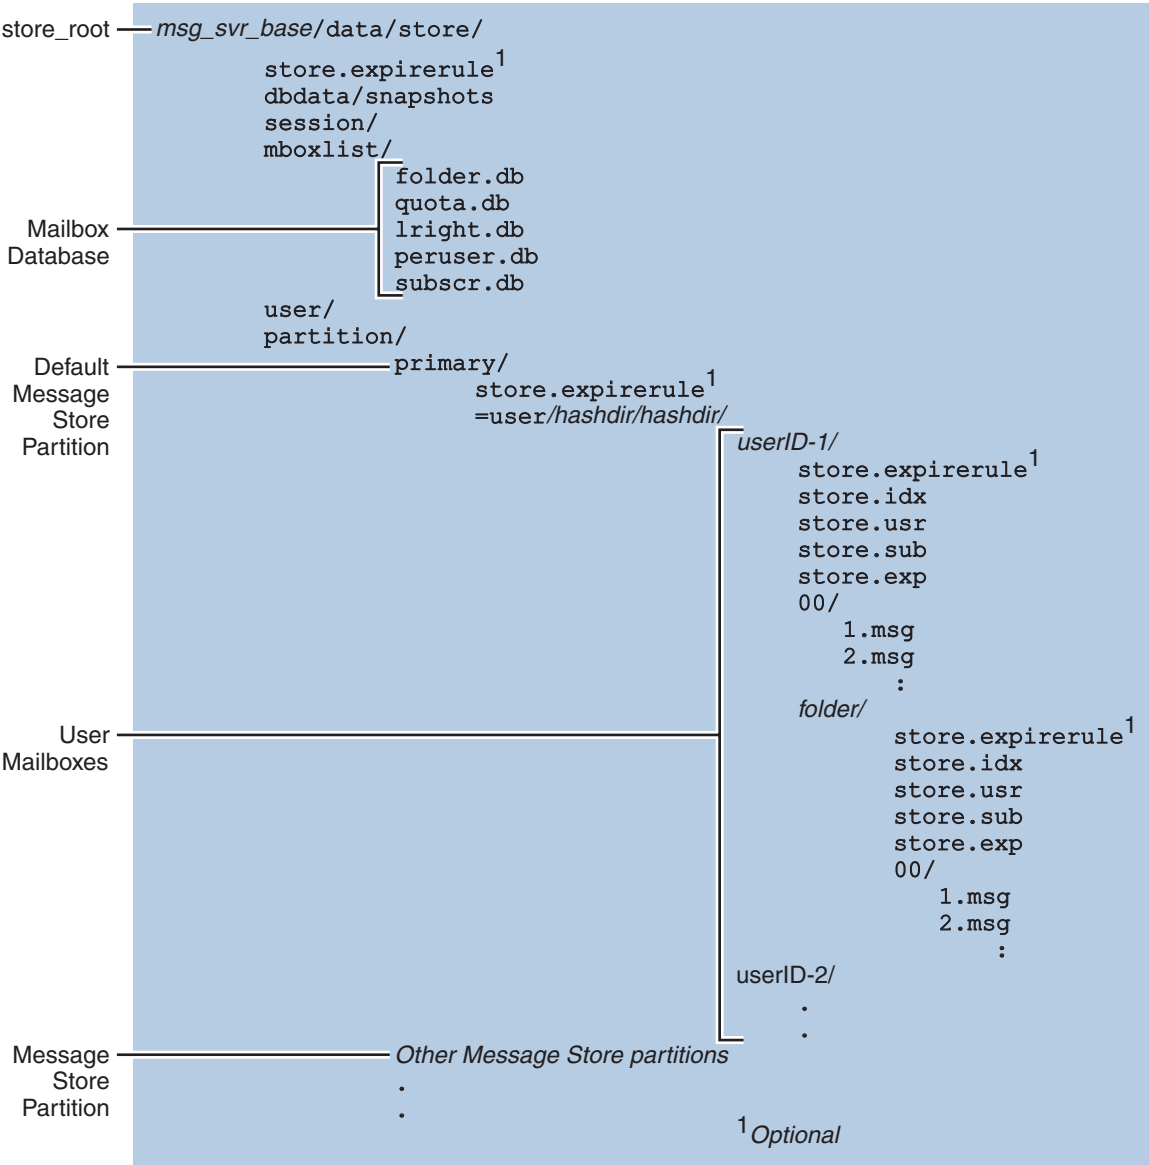 store_root msg_svr_base/data/store/
store.expirerule1
dbdata/snapshots
session/
mboxlist/
folder.db
quota.db
Mailbox lright.db
Database peruser.db
subscr.db
user/
partition/
Default primary/
Message store.expirerule1
Store =user/hashdir/hashdir/
Partition userID-1/
store.expirerule1
store.idx
store.usr
store.sub
store.exp
00/
1.msg
2.msg
:
folder/
User store.expirerule1
Mailboxes store.idx
store.usr
store.sub
store.exp
00/
1.msg
2.msg
:
userID-2/
.
.
Message Other Message Store partitions
Store .
Partition .
1Optional